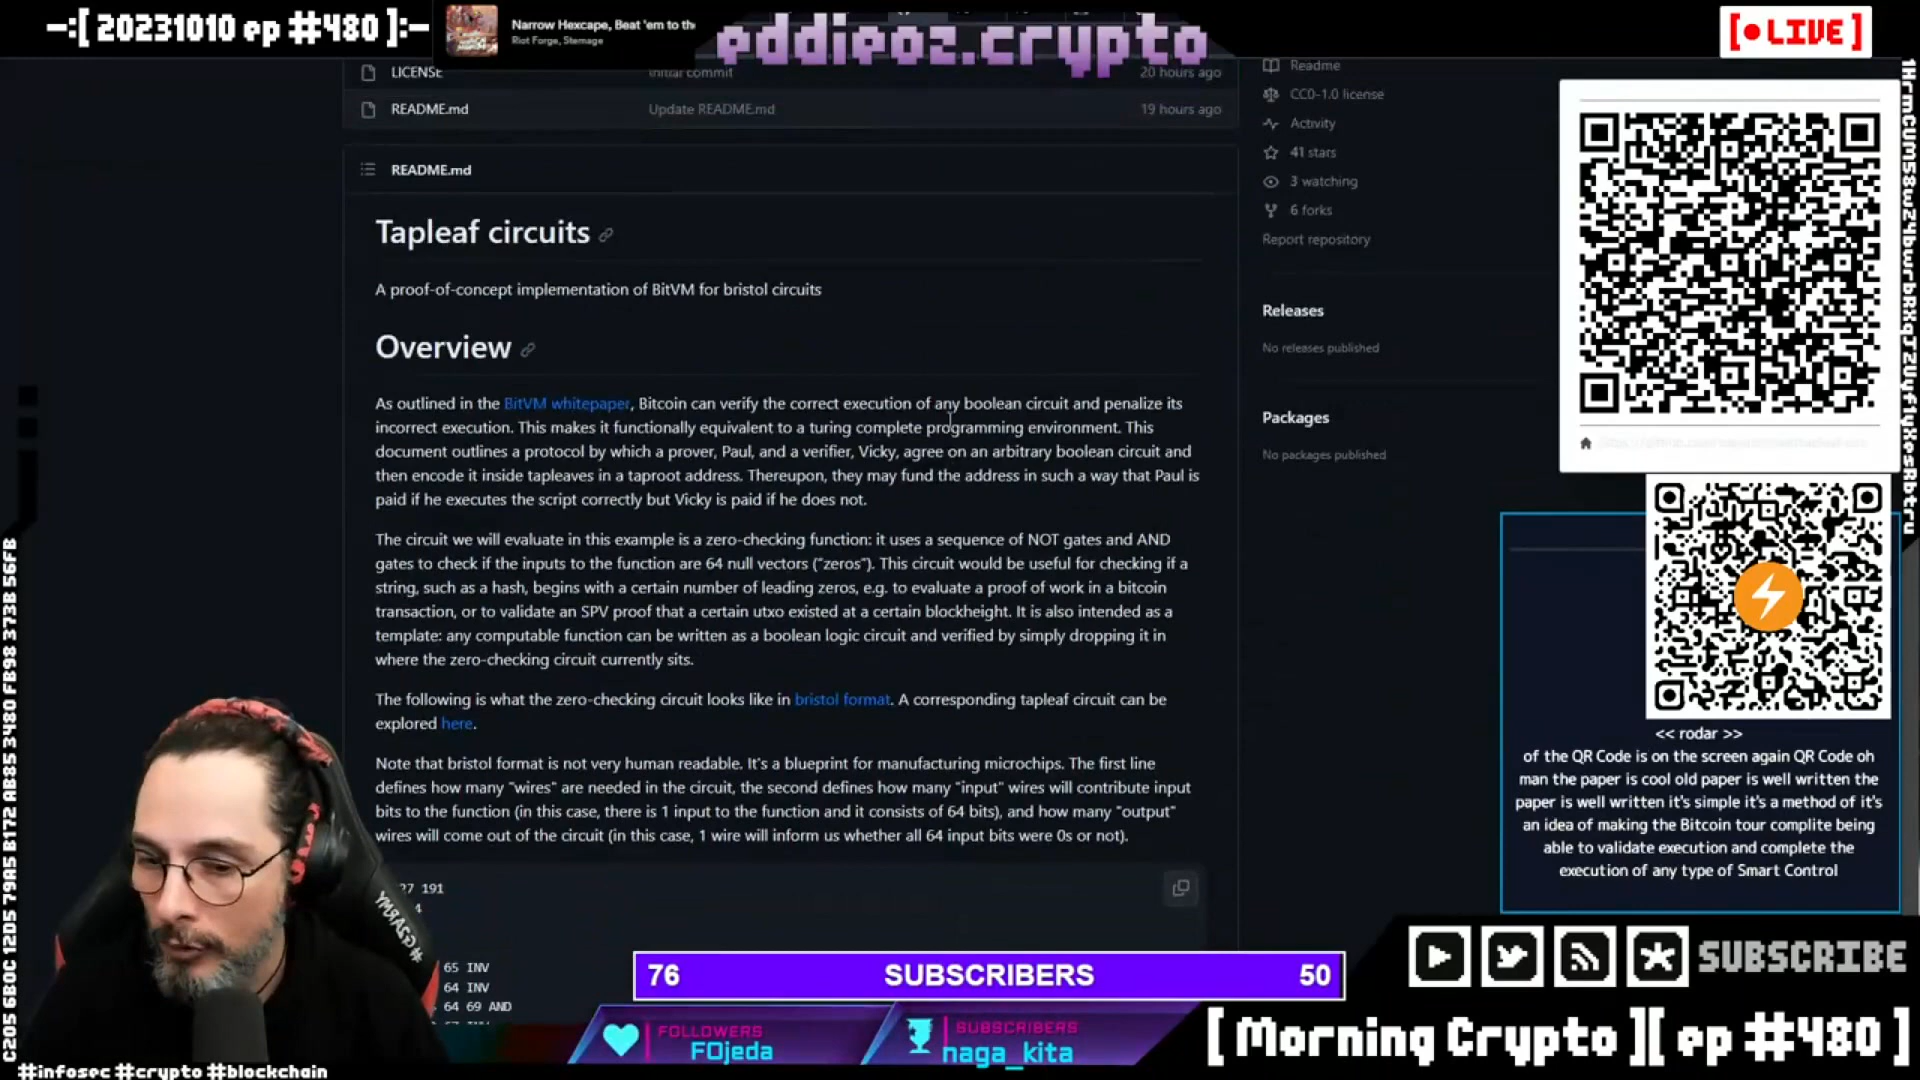 -:[ 20231010 ep #480 ]:-
Narrow Hexcape, Beat 'em to th
Riot Forge, Stemage
eddieoz.crypto
[●LIVE]
LICENSE
Initial commit
20 hours ago
README.md
Update README.md
19 hours ago
README.md
Tapleaf circuits
A proof-of-concept implementation of BitVM for bristol circuits
Overview
As outlined in the BitVM whitepaper, Bitcoin can verify the correct execution of any boolean circuit and penalize its
incorrect execution. This makes it functionally equivalent to a turing complete programming environment. This
document outlines a protocol by which a prover, Paul, and a verifier, Vicky, agree on an arbitrary boolean circuit and
then encode it inside tapleaves in a taproot address. Thereupon, they may fund the address in such a way that Paul is
paid if he executes the script correctly but Vicky is paid if he does not.
The circuit we will evaluate in this example is a zero-checking function: it uses a sequence of NOT gates and AND
gates to check if the inputs to the function are 64 null vectors ("zeros"). This circuit would be useful for checking if a
string, such as a hash, begins with a certain number of leading zeros, e.g. to evaluate a proof of work in a bitcoin
transaction, or to validate an SPV proof that a certain utxo existed at a certain blockheight. It is also intended as a
template: any computable function can be written as a boolean logic circuit and verified by simply dropping it in
where the zero-checking circuit currently sits.
The following is what the zero-checking circuit looks like in bristol format. A corresponding tapleaf circuit can be
explored here.
Note that bristol format is not very human readable. It's a blueprint for manufacturing microchips. The first line
defines how many "wires" are needed in the circuit, the second defines how many "input" wires will contribute input
bits to the function (in this case, there is 1 input to the function and it consists of 64 bits), and how many "output"
wires will come out of the circuit (in this case, 1 wire will inform us whether all 64 input bits were 0s or not).
27 191
65 INV
64 INV
64 69 AND
Readme
CC0-1.0 license
Activity
41 stars
3 watching
6 forks
Report repository
Releases
No releases published
Packages
No packages published
<< rodar >>
of the QR Code is on the screen again QR Code oh
man the paper is cool old paper is well written the
paper is well written it's simple it's a method of it's
an idea of making the Bitcoin tour complite being
able to validate execution and complete the
execution of any type of Smart Control
76 SUBSCRIBERS 50
FOLLOWERS
FOjeda
SUBSCRIBERS
naga_kita
SUBSCRIBE
[ Morning Crypto ][ ep #480 ]
#infosec #crypto #blockchain
C205 6B0C 12D5 79A5 B172 AB85 3480 FB98 373B 56FB